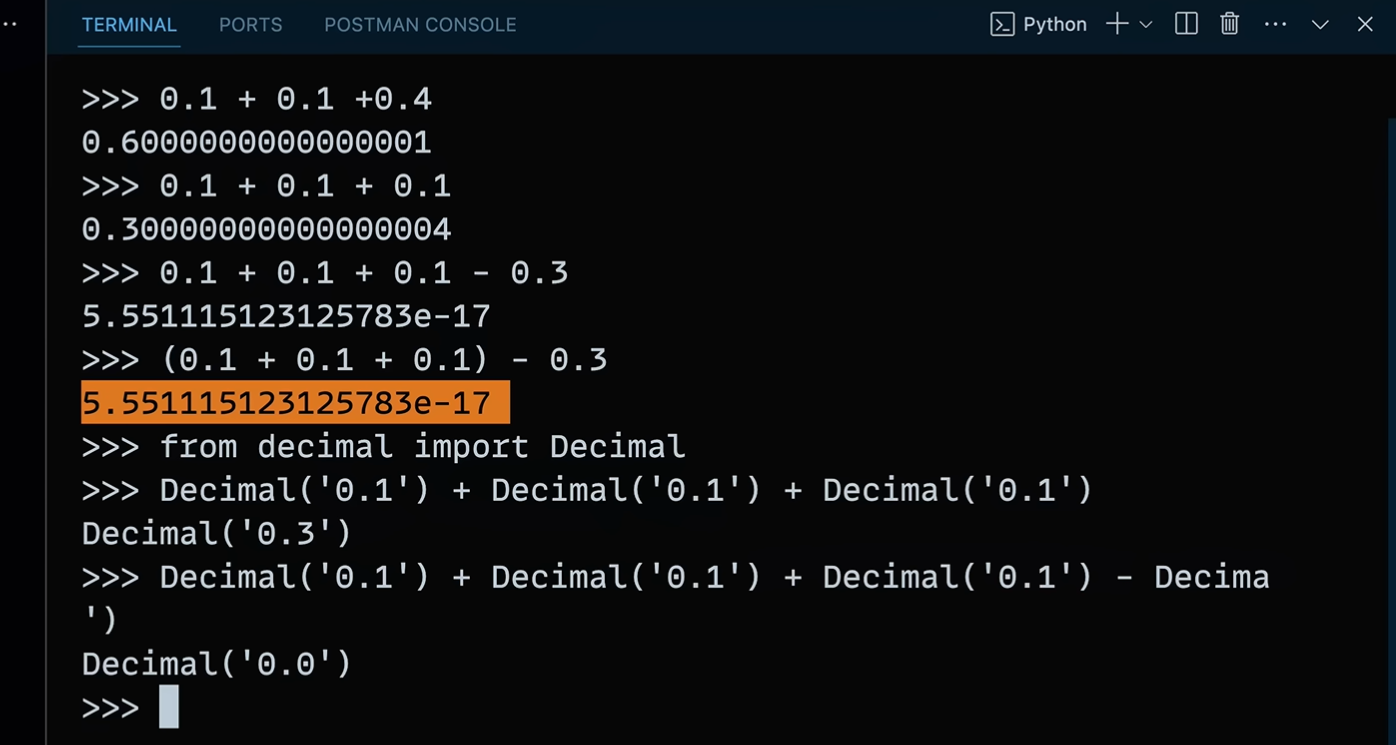 TERMINAL PORTS POSTMAN CONSOLE Python
>>> 0.1 + 0.1 +0.4
0.6000000000000001
>>> 0.1 + 0.1 + 0.1
0.30000000000000004
>>> 0.1 + 0.1 + 0.1 - 0.3
5.551115123125783e-17
>>> (0.1 + 0.1 + 0.1) - 0.3
5.551115123125783e-17
>>> from decimal import Decimal
>>> Decimal('0.1') + Decimal('0.1') + Decimal('0.1')
Decimal('0.3')
>>> Decimal('0.1') + Decimal('0.1') + Decimal('0.1') - Decima
')
Decimal('0.0')
>>>